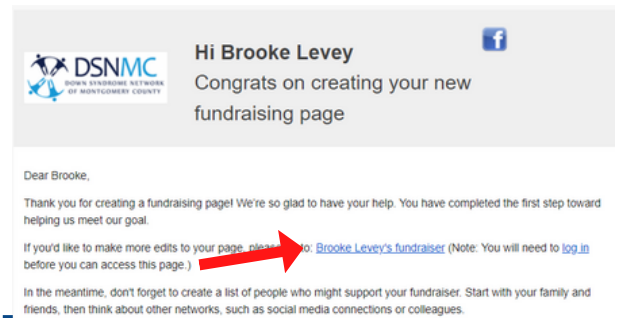 DSNMC
DOWN SYNDROME NETWORK
OF MONTGOMERY COUNTY
Hi Brooke Levey
Congrats on creating your new
fundraising page
f
Dear Brooke,
Thank you for creating a fundraising page! We're so glad to have your help. You have completed the first step toward
helping us meet our goal.
If you'd like to make more edits to your page, please to: Brooke Levey's fundraiser (Note: You will need to log in
before you can access this page.)
In the meantime, don't forget to create a list of people who might support your fundraiser. Start with your family and
friends, then think about other networks, such as social media connections or colleagues.